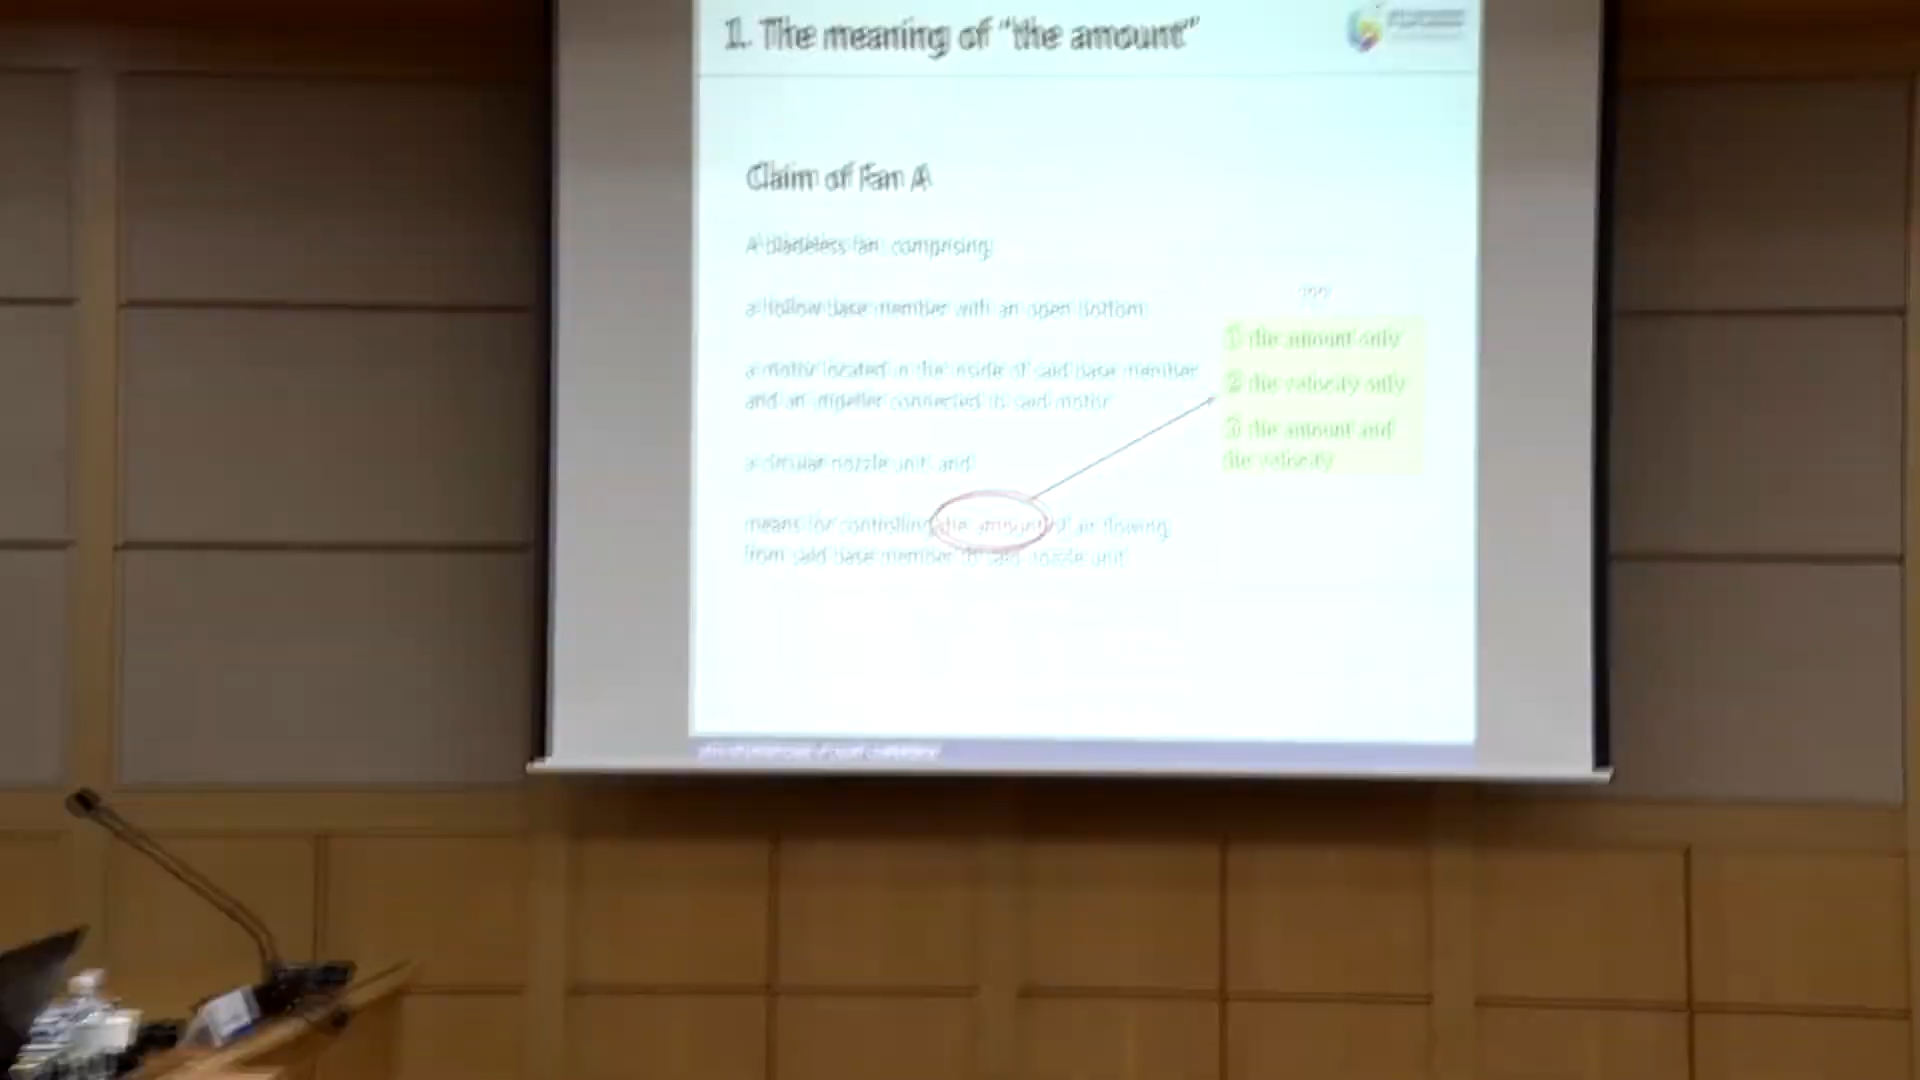 1. The meaning of "the amount"
Claim of Fan A
A bladeless fan comprising
a hollow base member with an open bottom
a motor located in the inside of said base member
and an impeller connected to said motor
a circular nozzle unit and
means for controlling the amount of air flowing
from said base member to said nozzle unit
① the amount only
② the velocity only
③ the amount and
the velocity